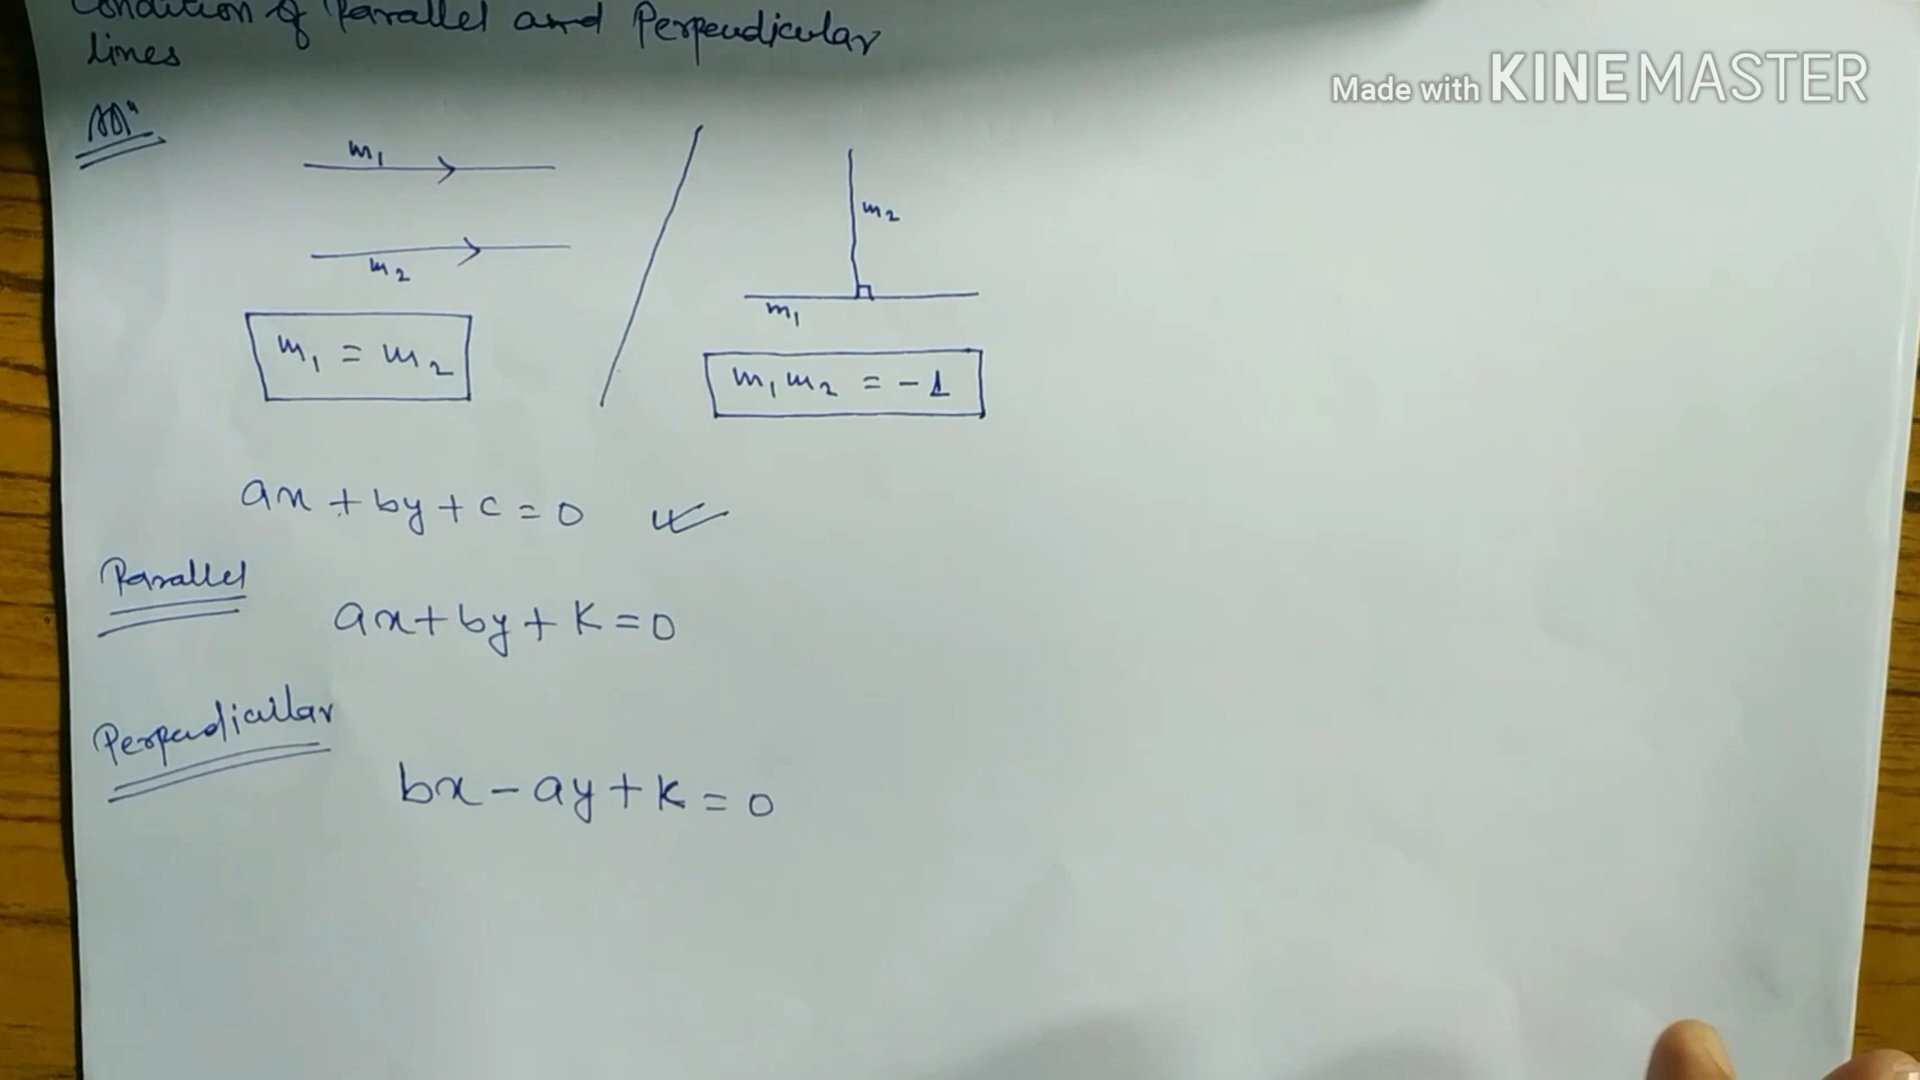 Condition of Parallel and Perpendicular
lines
Made with KINEMASTER
m₁
m₂
m₁ = m₂
m₂
m₁
m₁m₂ = -1
ax + by + c = 0
Parallel
ax + by + K = 0
Perpendicular
bx - ay + K = 0